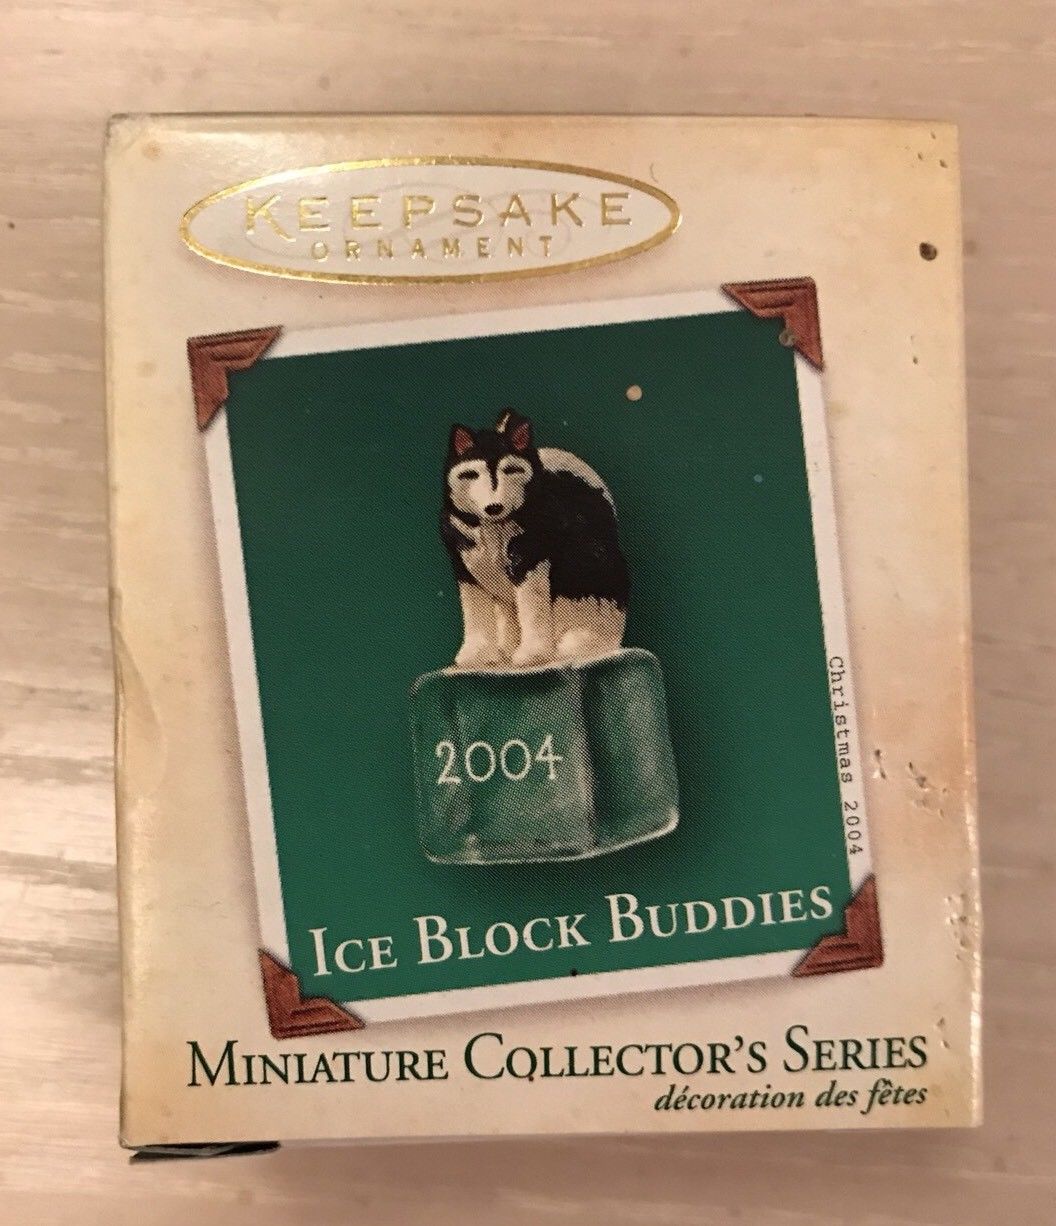 KEEPSAKE
ORNAMENT
2004
Christmas 2004
ICE BLOCK BUDDIES
MINIATURE COLLECTOR'S SERIES
décoration des fêtes